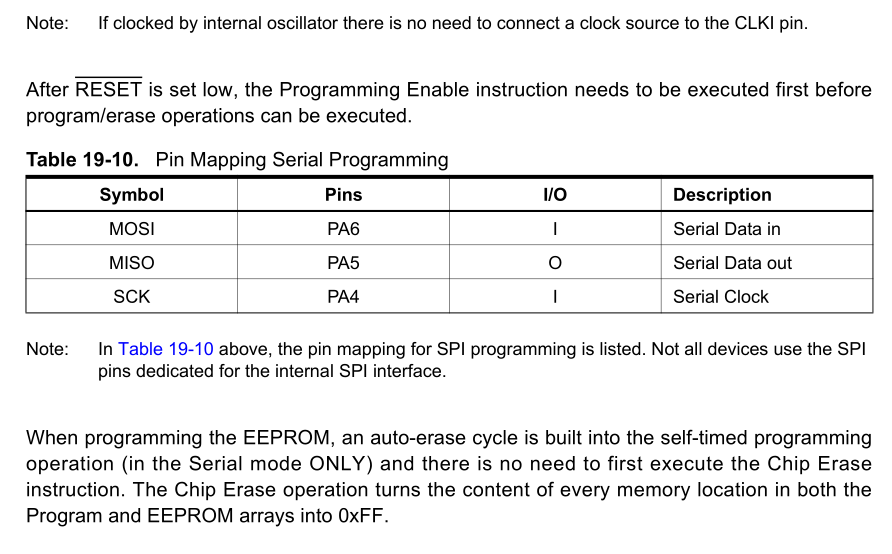 Note: If clocked by internal oscillator there is no need to connect a clock source to the CLKI pin.
After RESET is set low, the Programming Enable instruction needs to be executed first before
program/erase operations can be executed.
Table 19-10. Pin Mapping Serial Programming
Symbol Pins I/O Description
MOSI PA6 I Serial Data in
MISO PA5 O Serial Data out
SCK PA4 I Serial Clock
Note: In Table 19-10 above, the pin mapping for SPI programming is listed. Not all devices use the SPI
pins dedicated for the internal SPI interface.
When programming the EEPROM, an auto-erase cycle is built into the self-timed programming
operation (in the Serial mode ONLY) and there is no need to first execute the Chip Erase
instruction. The Chip Erase operation turns the content of every memory location in both the
Program and EEPROM arrays into 0xFF.